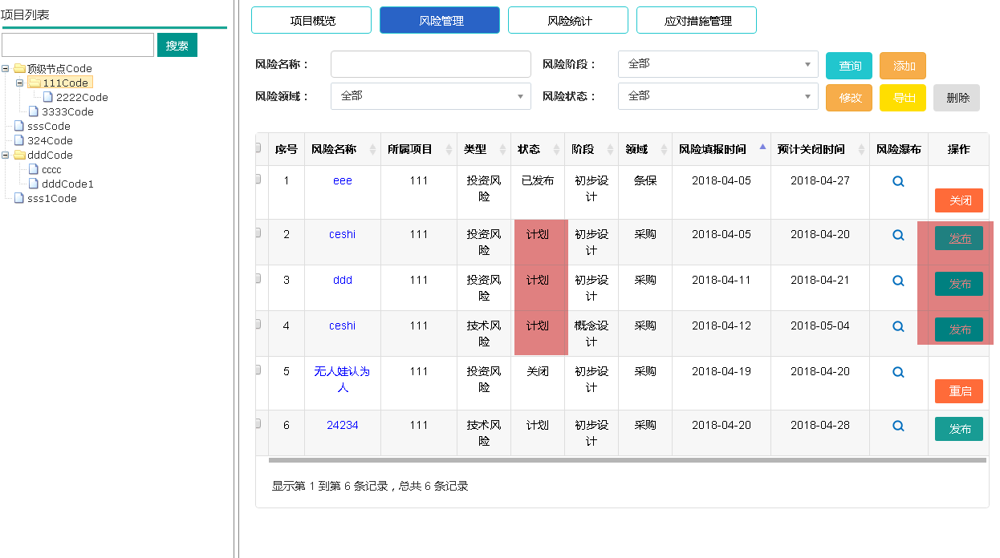 项目列表
搜索
顶级节点Code
111Code
2222Code
3333Code
sssCode
324Code
dddCode
cccc
dddCode1
sss1Code
项目概览 风险管理 风险统计 应对措施管理
风险名称： 风险阶段： 全部 查询 添加
风险领域： 全部 风险状态： 全部 修改 导出 删除
序号 风险名称 所属项目 类型 状态 阶段 领域 风险填报时间 预计关闭时间 风险瀑布 操作
1 eee 111 投资风 已发布 初步设 条保 2018-04-05 2018-04-27
险 计 关闭
2 ceshi 111 投资风 计划 初步设 采购 2018-04-05 2018-04-20 发布
险 计
3 ddd 111 投资风 计划 初步设 采购 2018-04-11 2018-04-21 发布
险 计
4 ceshi 111 技术风 计划 概念设 采购 2018-04-12 2018-05-04 发布
险 计
5 无人娃认为 111 投资风 关闭 初步设 采购 2018-04-19 2018-04-20
人 险 计 重启
6 24234 111 技术风 计划 初步设 采购 2018-04-20 2018-04-28 发布
险 计
显示第 1 到第 6 条记录，总共 6 条记录